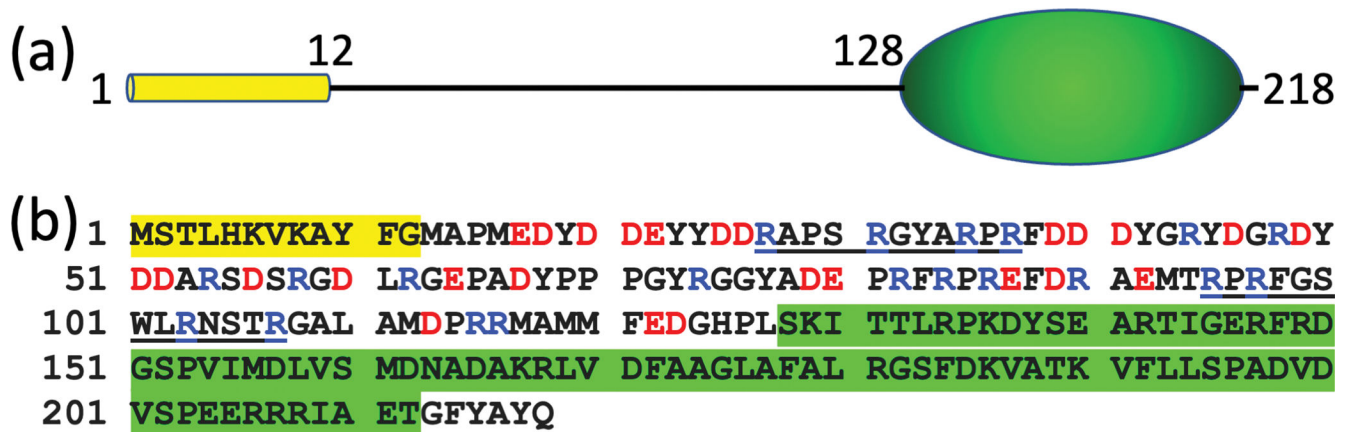 (a)
12 128
1 218
(b)
1 MSTLHKVKAY FGMAPMEDYD DEYYDDRAPS RGYARPRFDD DYGRYDGRDY
51 DDARSDSRGD LRGEPADYPP PGYRGGYADE PRFRPREFDR AEMTRPRFGS
101 WLRNSTRGAL AMDPRRMAMM FEDGHPLSKI TTLRPKDYSE ARTIGERFRD
151 GSPVIMDLVS MDNADAKRLV DFAAGLAFAL RGSFDKVATK VFLLSPADVD
201 VSPEERRRIA ETGFYAYQ